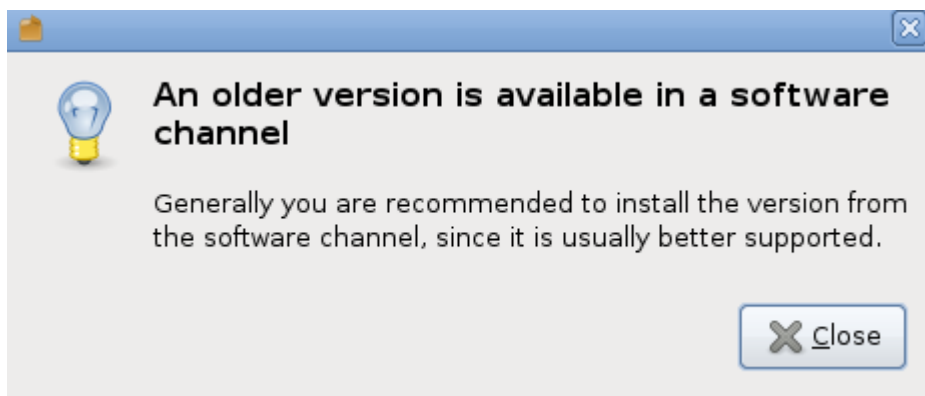 An older version is available in a software
channel
Generally you are recommended to install the version from
the software channel, since it is usually better supported.
Close